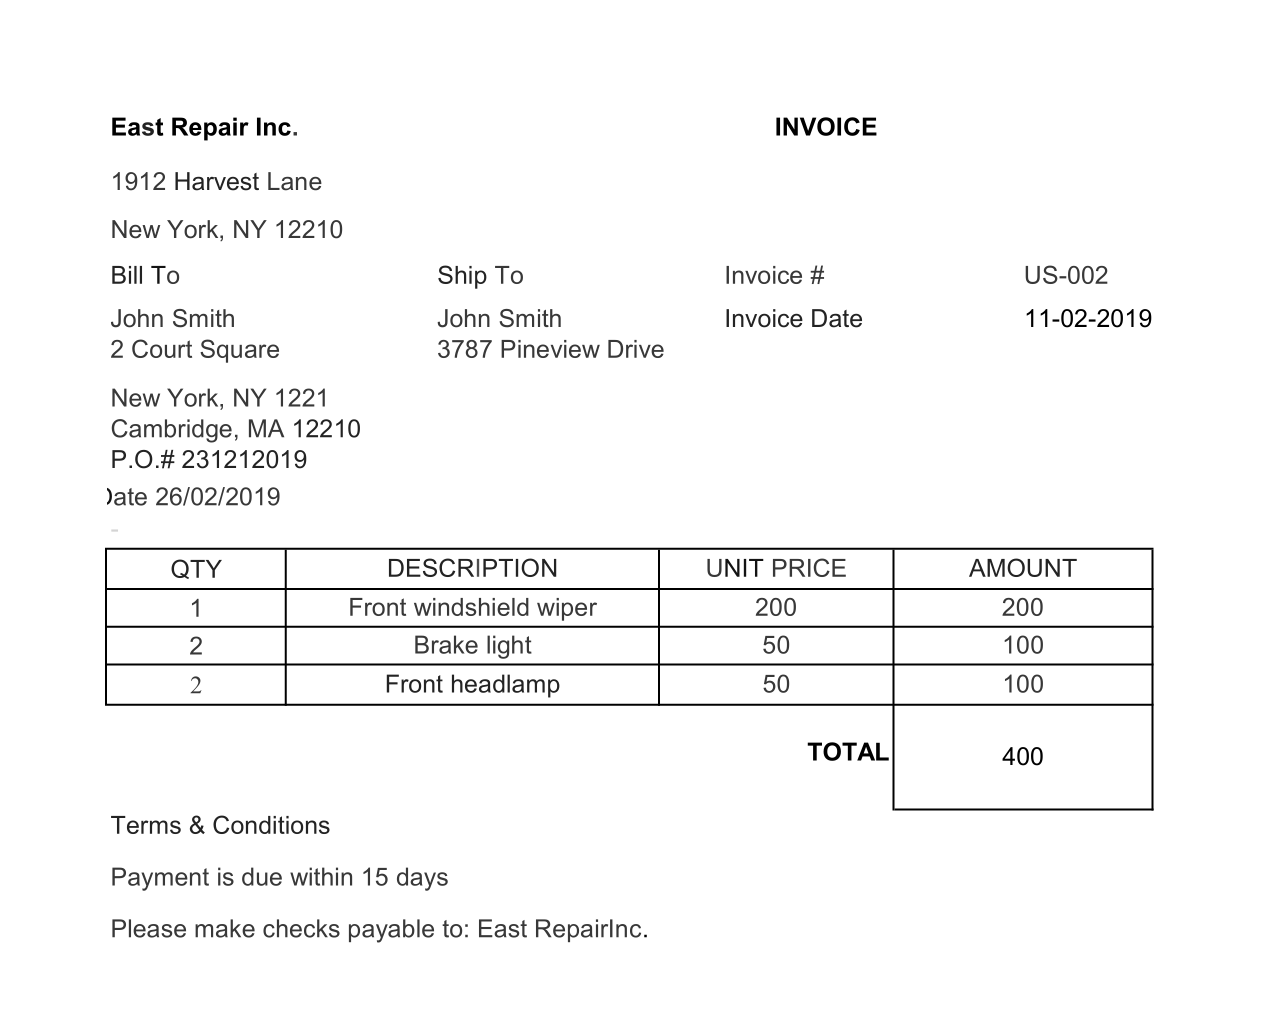 East Repair Inc. INVOICE
1912 Harvest Lane
New York, NY 12210
Bill To Ship To Invoice # US-002
John Smith John Smith Invoice Date 11-02-2019
2 Court Square 3787 Pineview Drive
New York, NY 1221
Cambridge, MA 12210
P.O.# 231212019
Date 26/02/2019
-
QTY DESCRIPTION UNIT PRICE AMOUNT
1 Front windshield wiper 200 200
2 Brake light 50 100
2 Front headlamp 50 100
TOTAL 400
Terms & Conditions
Payment is due within 15 days
Please make checks payable to: East RepairInc.